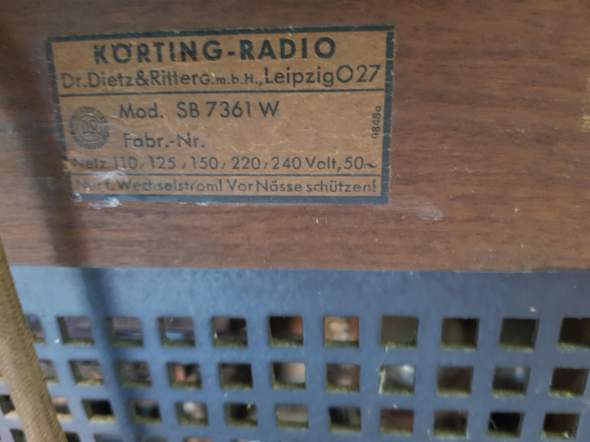 KÖRTING-RADIO
Dr. Dietz&Ritter G.m.b.H., Leipzig O 27
Mod. SB 7361 W
Fabr.-Nr.
Netz 110, 125, 150, 220, 240 Volt, 50~
Nur f. Wechselstrom! Vor Nässe schützen!